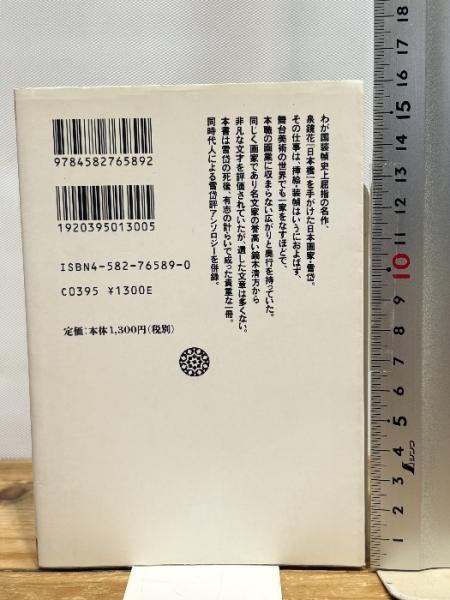 わが国装幀史上屈指の名作、
泉鏡花『日本橋』を手がけた日本画家・雪岱。
その仕事は、挿絵・装幀はいうにおよばず、
舞台美術の世界でも一家をなすほどで、
本職の画業に収まらない広がりと奥行を持っていた。
同じく画家であり名文家の誉高い鏑木清方から
非凡な文才を評価されていたが、遺した文章は多くない。
本書は雪岱の死後、有志の計らいで成った貴重な一冊。
同時代人による雪岱評アンソロジーを併録。
9784582765892
1920395013005
ISBN4-582-76589-0
C0395 ¥1300E
定価:本体1,300円(税別)
18
17
16
15
14
13
12
11
10
9
8
7
6
5
4
3
2
1
シンワ